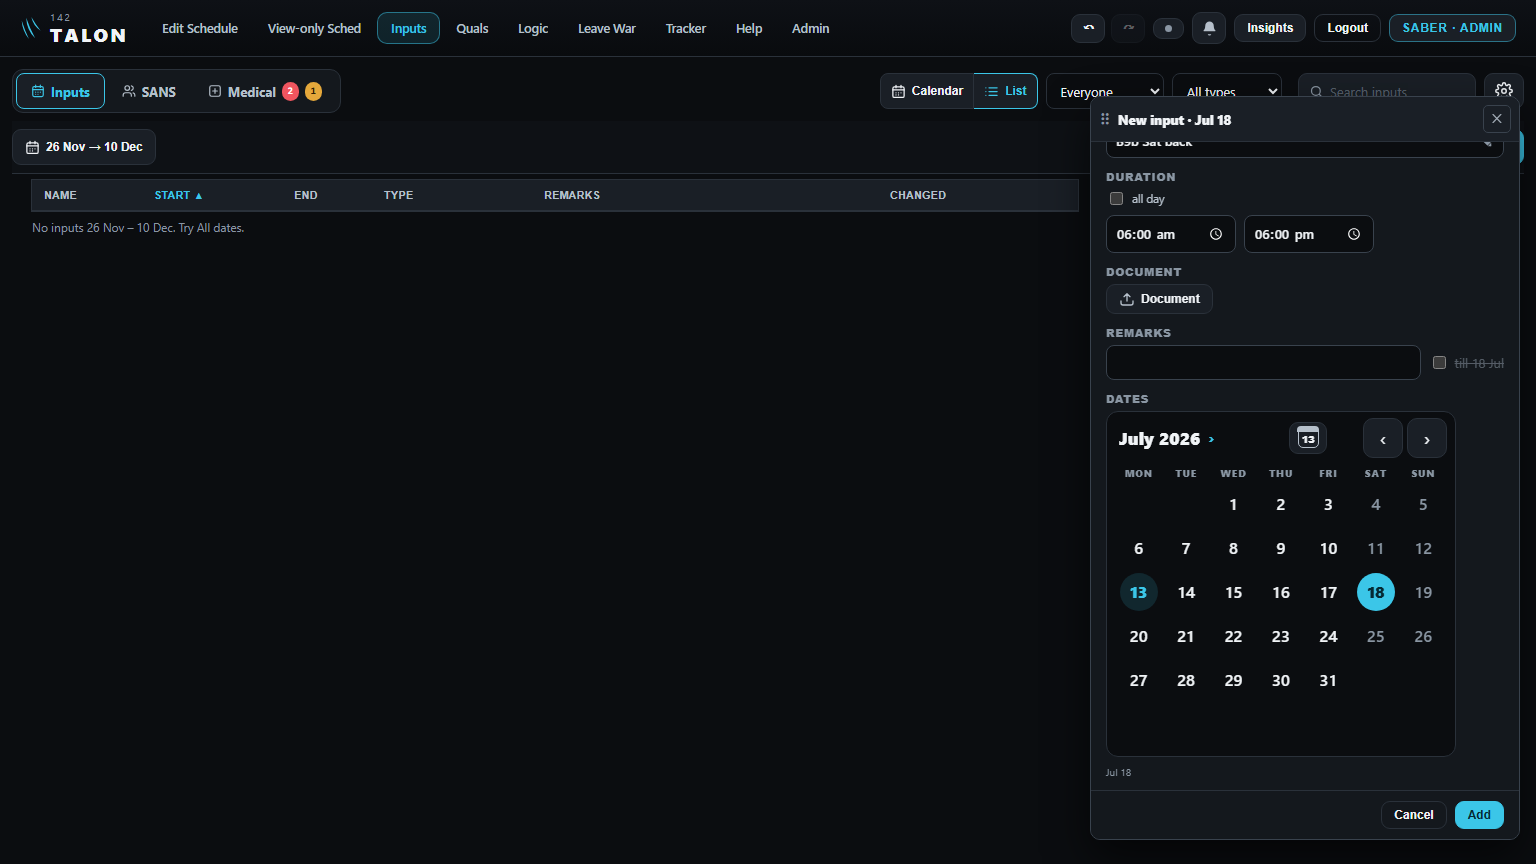 142
TALON
Edit Schedule
View-only Sched
Inputs
Quals
Logic
Leave War
Tracker
Help
Admin
Insights
Logout
SABER · ADMIN
Inputs
SANS
Medical 2 1
Calendar
List
Everyone
All types
Search inputs
26 Nov → 10 Dec
NAME START ▲ END TYPE REMARKS CHANGED
No inputs 26 Nov – 10 Dec. Try All dates.
New input · Jul 18
DURATION
all day
06:00 am 06:00 pm
DOCUMENT
Document
REMARKS
till 18 Jul
DATES
July 2026 › 13 ‹ ›
MON TUE WED THU FRI SAT SUN
1 2 3 4 5
6 7 8 9 10 11 12
13 14 15 16 17 18 19
20 21 22 23 24 25 26
27 28 29 30 31
Jul 18
Cancel
Add